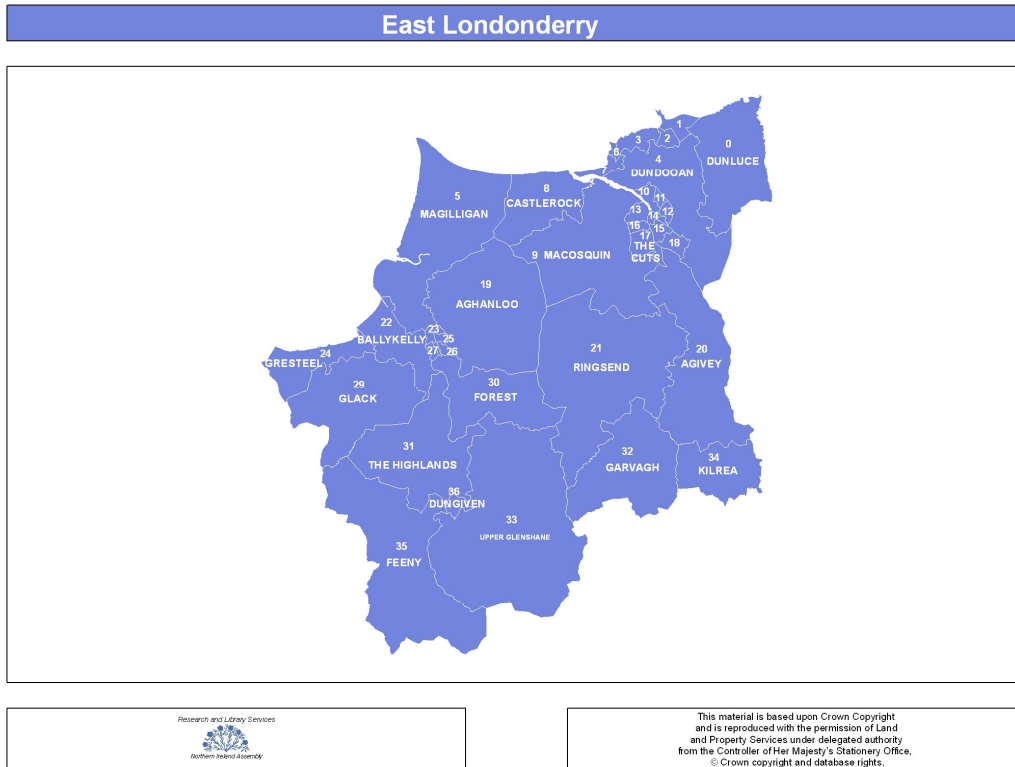 East Londonderry
1
2
3
0
DUNLUCE
6
4
DUNDOOAN
7
5
MAGILLIGAN
8
CASTLEROCK
10
11
13
12
14
16
15
17
THE
CUTS
18
9 MACOSQUIN
19
AGHANLOO
22
BALLYKELLY
23
25
27
26
24
GRESTEEL
21
RINGSEND
20
AGIVEY
29
GLACK
30
FOREST
31
THE HIGHLANDS
32
GARVAGH
34
KILREA
36
DUNGIVEN
33
UPPER GLENSHANE
35
FEENY
Research and Library Services
Northern Ireland Assembly
This material is based upon Crown Copyright
and is reproduced with the permission of Land
and Property Services under delegated authority
from the Controller of Her Majesty's Stationery Office,
© Crown copyright and database rights.